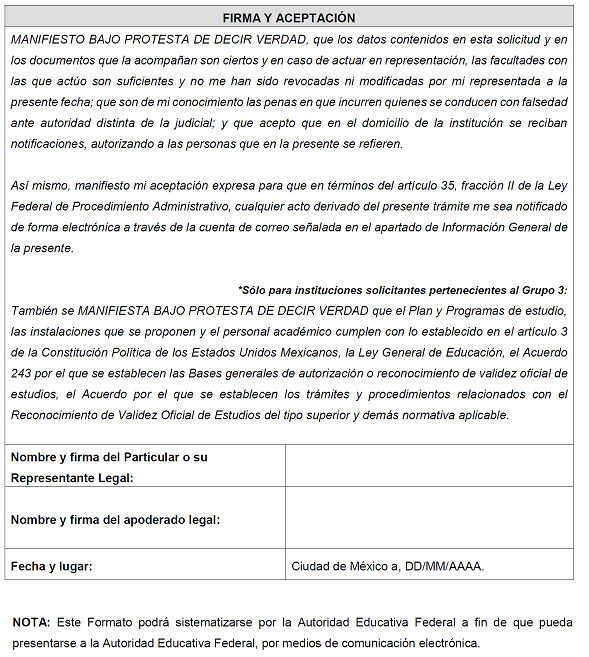 FIRMA Y ACEPTACIÓN
MANIFIESTO BAJO PROTESTA DE DECIR VERDAD, que los datos contenidos en esta solicitud y en
los documentos que la acompañan son ciertos y en caso de actuar en representación, las facultades con
las que actúo son suficientes y no me han sido revocadas ni modificadas por mi representada a la
presente fecha; que son de mi conocimiento las penas en que incurren quienes se conducen con falsedad
ante autoridad distinta de la judicial; y que acepto que en el domicilio de la institución se reciban
notificaciones, autorizando a las personas que en la presente se refieren.
Así mismo, manifiesto mi aceptación expresa para que en términos del artículo 35, fracción II de la Ley
Federal de Procedimiento Administrativo, cualquier acto derivado del presente trámite me sea notificado
de forma electrónica a través de la cuenta de correo señalada en el apartado de Información General de
la presente.
*Sólo para instituciones solicitantes pertenecientes al Grupo 3:
También se MANIFIESTA BAJO PROTESTA DE DECIR VERDAD que el Plan y Programas de estudio,
las instalaciones que se proponen y el personal académico cumplen con lo establecido en el artículo 3
de la Constitución Política de los Estados Unidos Mexicanos, la Ley General de Educación, el Acuerdo
243 por el que se establecen las Bases generales de autorización o reconocimiento de validez oficial de
estudios, el Acuerdo por el que se establecen los trámites y procedimientos relacionados con el
Reconocimiento de Validez Oficial de Estudios del tipo superior y demás normativa aplicable.
Nombre y firma del Particular o su
Representante Legal:
Nombre y firma del apoderado legal:
Fecha y lugar: Ciudad de México a, DD/MM/AAAA.
NOTA: Este Formato podrá sistematizarse por la Autoridad Educativa Federal a fin de que pueda
presentarse a la Autoridad Educativa Federal, por medios de comunicación electrónica.